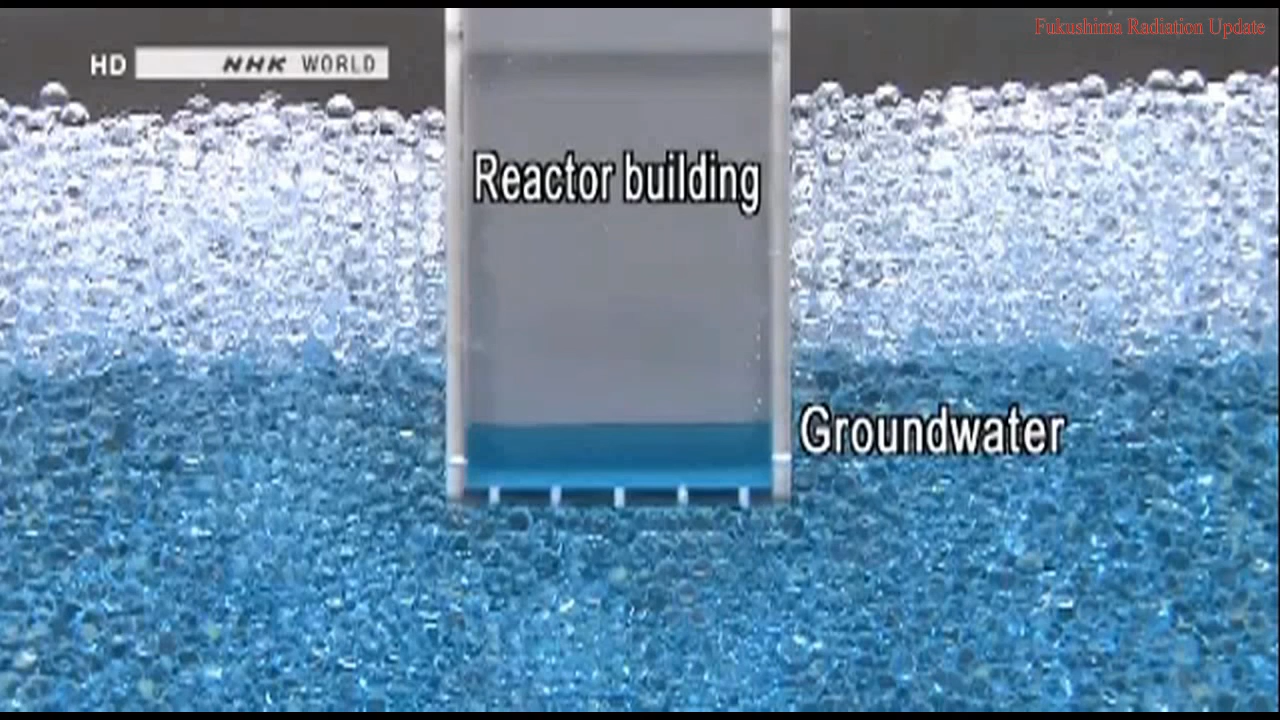 Fukushima Radiation Update
HD NHK WORLD
Reactor building
Groundwater